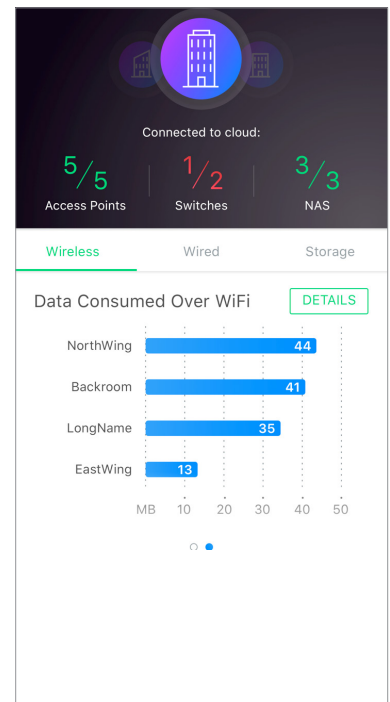 Connected to cloud:
5/5 1/2 3/3
Access Points Switches NAS
Wireless Wired Storage
Data Consumed Over WiFi DETAILS
NorthWing 44
Backroom 41
LongName 35
EastWing 13
MB 10 20 30 40 50